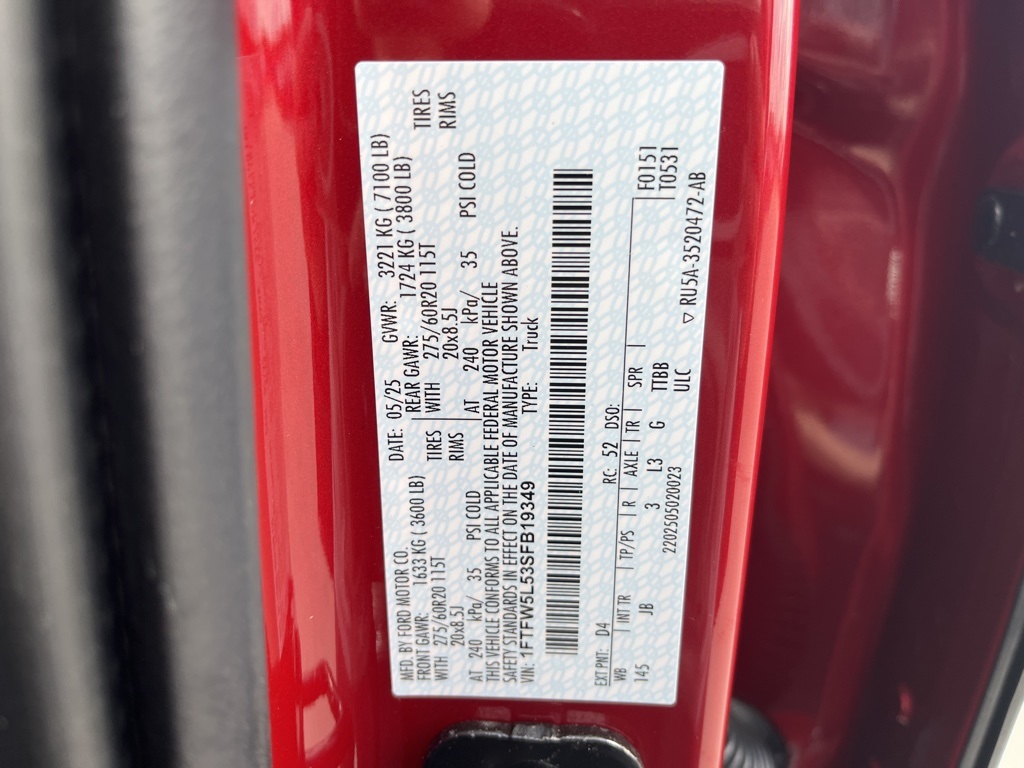 MFD. BY FORD MOTOR CO.
DATE: 05/25 GVWR: 3221 KG ( 7100 LB)
FRONT GAWR: 1633 KG ( 3600 LB) REAR GAWR: 1724 KG ( 3800 LB)
WITH 275/60R20 115T TIRES WITH 275/60R20 115T TIRES
20x8.5J RIMS 20x8.5J RIMS
AT 240 kPa/ 35 PSI COLD AT 240 kPa/ 35 PSI COLD
THIS VEHICLE CONFORMS TO ALL APPLICABLE FEDERAL MOTOR VEHICLE
SAFETY STANDARDS IN EFFECT ON THE DATE OF MANUFACTURE SHOWN ABOVE.
VIN: 1FTFW5L53SFB19349 TYPE: Truck
EXT PNT: D4 RC: 52 DSO: F0151
WB INT TR TP/PS R AXLE TR SPR T0531
145 JB 3 L3 G TTBB
2202505020023 ULC
▽ RU5A-3520472-AB